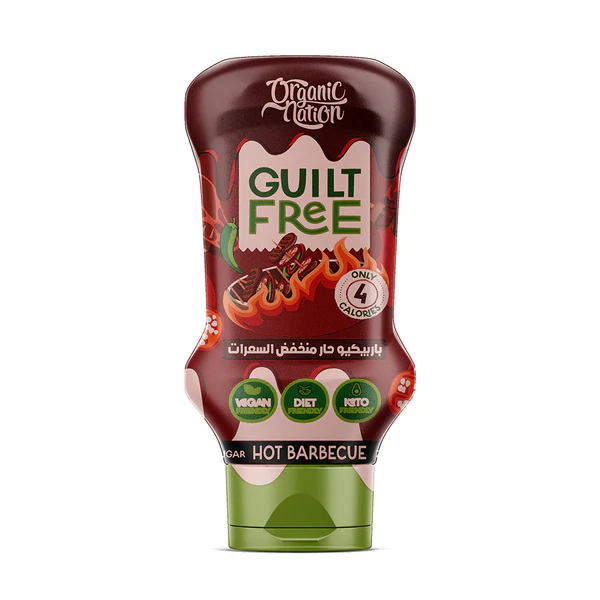 Organic
Nation
GUILT
FREE
ONLY
4
CALORIES
باربيكيو حار منخفض السعرات
VEGAN
FRIENDLY
DIET
FRIENDLY
KETO
FRIENDLY
HOT BARBECUE